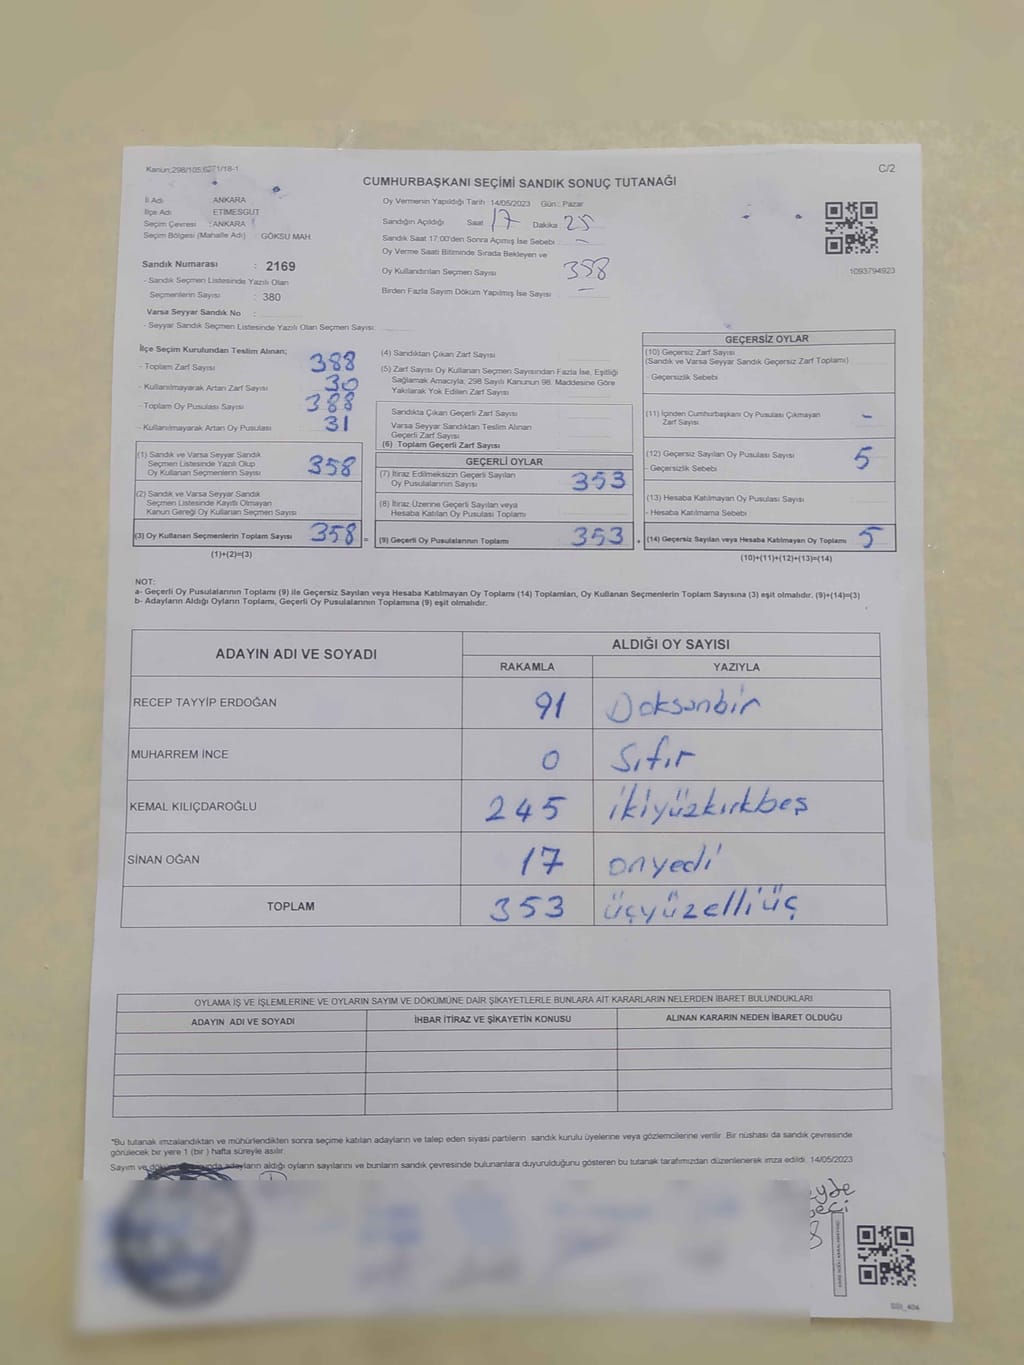 Kanun;298/105,6271/18-1
C/2
CUMHURBAŞKANI SEÇİMİ SANDIK SONUÇ TUTANAĞI
İl Adı ANKARA
İlçe Adı ETİMESGUT
Seçim Çevresi : ANKARA
Seçim Bölgesi (Mahalle Adı) : GÖKSU MAH.
Sandık Numarası : 2169
- Sandık Seçmen Listesinde Yazılı Olan
Seçmenlerin Sayısı : 380
Varsa Seyyar Sandık No :
- Seyyar Sandık Seçmen Listesinde Yazılı Olan Seçmen Sayısı:
Oy Vermenin Yapıldığı Tarih 14/05/2023 Gün : Pazar
Sandığın Açıldığı Saat 17 Dakika 25
Sandık Saat 17:00'den Sonra Açımış İse Sebebi –
Oy Verme Saati Bitiminde Sırada Bekleyen ve
Oy Kullandırılan Seçmen Sayısı 358
Birden Fazla Sayım Döküm Yapılmış İse Sayısı –
1093794923
İlçe Seçim Kurulundan Teslim Alınan;
- Toplam Zarf Sayısı 388
- Kullanılmayarak Artan Zarf Sayısı 30
- Toplam Oy Pusulası Sayısı 388
- Kullanılmayarak Artan Oy Pusulası 31
(1) Sandık ve Varsa Seyyar Sandık
Seçmen Listesinde Yazılı Olup
Oy Kullanan Seçmenlerin Sayısı 358
(2) Sandık ve Varsa Seyyar Sandık
Seçmen Listesinde Kayıtlı Olmayan
Kanun Gereği Oy Kullanan Seçmen Sayısı
(3) Oy Kullanan Seçmenlerin Toplam Sayısı 358 =
(1)+(2)=(3)
(4) Sandıktan Çıkan Zarf Sayısı
(5) Zarf Sayısı Oy Kullanan Seçmen Sayısından Fazla İse, Eşitliği
Sağlamak Amacıyla; 298 Sayılı Kanunun 98. Maddesine Göre
Yakılarak Yok Edilen Zarf Sayısı
Sandıkta Çıkan Geçerli Zarf Sayısı
Varsa Seyyar Sandıktan Teslim Alınan
Geçerli Zarf Sayısı
(6) Toplam Geçerli Zarf Sayısı
GEÇERLİ OYLAR
(7) İtiraz Edilmeksizin Geçerli Sayılan
Oy Pusulalarının Sayısı 353
(8) İtiraz Üzerine Geçerli Sayılan veya
Hesaba Katılan Oy Pusulası Toplamı
(9) Geçerli Oy Pusulalarının Toplamı 353
GEÇERSİZ OYLAR
(10) Geçersiz Zarf Sayısı
(Sandık ve Varsa Seyyar Sandık Geçersiz Zarf Toplamı)
- Geçersizlik Sebebi
(11) İçinden Cumhurbaşkanı Oy Pusulası Çıkmayan
Zarf Sayısı –
(12) Geçersiz Sayılan Oy Pusulası Sayısı 5
- Geçersizlik Sebebi
(13) Hesaba Katılmayan Oy Pusulası Sayısı
- Hesaba Katılmama Sebebi
(14) Geçersiz Sayılan veya Hesaba Katılmayan Oy Toplamı 5
(10)+(11)+(12)+(13)=(14)
NOT:
a- Geçerli Oy Pusulalarının Toplamı (9) ile Geçersiz Sayılan veya Hesaba Katılmayan Oy Toplamı (14) Toplamları, Oy Kullanan Seçmenlerin Toplam Sayısına (3) eşit olmalıdır. (9)+(14)=(3)
b- Adayların Aldığı Oyların Toplamı, Geçerli Oy Pusulalarının Toplamına (9) eşit olmalıdır.
ADAYIN ADI VE SOYADI
ALDIĞI OY SAYISI
RAKAMLA YAZIYLA
RECEP TAYYİP ERDOĞAN 91 Doksanbir
MUHARREM İNCE 0 Sıfır
KEMAL KILIÇDAROĞLU 245 ikiyüzkırkbeş
SİNAN OĞAN 17 onyedi
TOPLAM 353 üçyüzelliüç
OYLAMA İŞ VE İŞLEMLERİNE VE OYLARIN SAYIM VE DÖKÜMÜNE DAİR ŞİKAYETLERLE BUNLARA AİT KARARLARIN NELERDEN İBARET BULUNDUKLARI
ADAYIN ADI VE SOYADI İHBAR İTİRAZ VE ŞİKAYETİN KONUSU ALINAN KARARIN NEDEN İBARET OLDUĞU
*Bu tutanak imzalandıktan ve mühürlendikten sonra seçime katılan adayların ve talep eden siyasi partilerin sandık kurulu üyelerine veya gözlemcilerine verilir. Bir nüshası da sandık çevresinde
görülecek bir yere 1 (bir ) hafta süreyle asılır.
Sayım ve adayların aldığı oyların sayılarını ve bunların sandık çevresinde bulunanlara duyurulduğunu gösteren bu tutanak tarafımızdan düzenlenerek imza edildi. 14/05/2023